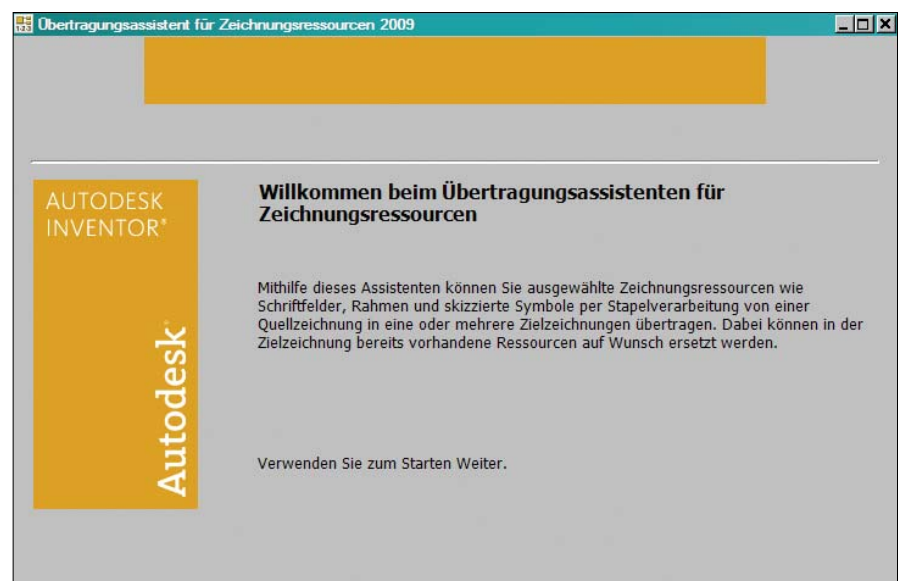 Übertragungsassistent für Zeichnungsressourcen 2009
AUTODESK
INVENTOR®
Autodesk
Willkommen beim Übertragungsassistenten für
Zeichnungsressourcen
Mithilfe dieses Assistenten können Sie ausgewählte Zeichnungsressourcen wie
Schriftfelder, Rahmen und skizzierte Symbole per Stapelverarbeitung von einer
Quellzeichnung in eine oder mehrere Zielzeichnungen übertragen. Dabei können in der
Zielzeichnung bereits vorhandene Ressourcen auf Wunsch ersetzt werden.
Verwenden Sie zum Starten Weiter.